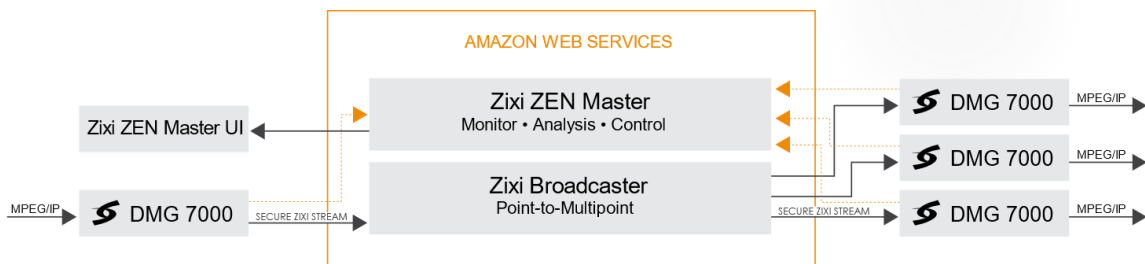 AMAZON WEB SERVICES
Zixi ZEN Master
Monitor • Analysis • Control
Zixi ZEN Master UI
Zixi Broadcaster
Point-to-Multipoint
MPEG/IP
DMG 7000
SECURE ZIXI STREAM
SECURE ZIXI STREAM
DMG 7000
MPEG/IP
DMG 7000
MPEG/IP
DMG 7000
MPEG/IP